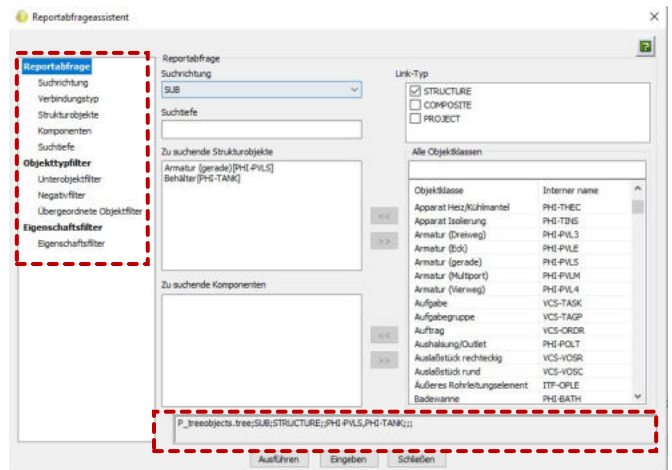 Reportabfrageassistent
Reportabfrage
Suchrichtung
Verbindungstyp
Strukturobjekte
Komponenten
Suchtiefe
Objekttypfilter
Unterobjektfilter
Negativfilter
Übergeordnete Objektfilter
Eigenschaftsfilter
Eigenschaftsfilter
Reportabfrage
Suchrichtung
SUB
Suchtiefe
Zu suchende Strukturobjekte
Armatur (gerade)[PHI-PVLS]
Behälter[PHI-TANK]
Zu suchende Komponenten
<<
>>
<<
>>
Link-Typ
STRUCTURE
COMPOSITE
PROJECT
Alle Objektklassen
Objektklasse Interner name
Apparat Heiz/Kühlmantel PHI-THEC
Apparat Isolierung PHI-TINS
Armatur (Dreiweg) PHI-PVL3
Armatur (Eck) PHI-PVLE
Armatur (gerade) PHI-PVLS
Armatur (Multiport) PHI-PVLM
Armatur (Vierweg) PHI-PVL4
Aufgabe VCS-TASK
Aufgabegruppe VCS-TAGP
Auftrag VCS-ORDR
Aushalsung/Outlet PHI-POLT
Auslaßstück rechteckig VCS-VOSR
Auslaßstück rund VCS-VOSC
Äußeres Rohrleitungselement ITF-OPLE
Badewanne PHI-BATH
P_treeobjects.tree;SUB;STRUCTURE;;PHI-PVLS,PHI-TANK;;;
Ausführen Eingeben Schließen